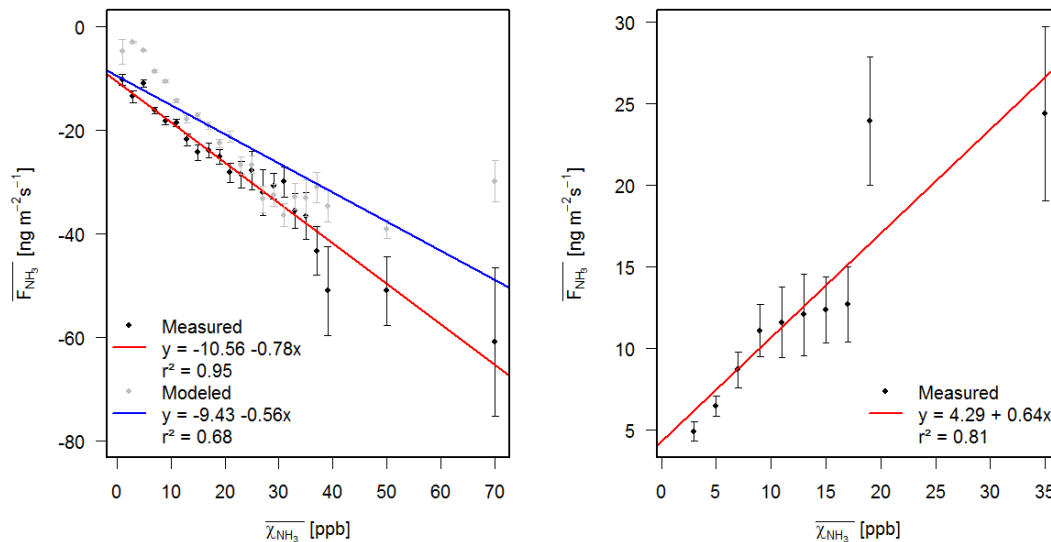 0
-20
-40
-60
-80
0 10 20 30 40 50 60 70
F_NH₃ [ng m⁻²s⁻¹]
χ_NH₃ [ppb]
Measured
y = -10.56 -0.78x
r² = 0.95
Modeled
y = -9.43 -0.56x
r² = 0.68
30
25
20
15
10
5
0 5 10 15 20 25 30 35
F_NH₃ [ng m⁻²s⁻¹]
χ_NH₃ [ppb]
Measured
y = 4.29 + 0.64x
r² = 0.81